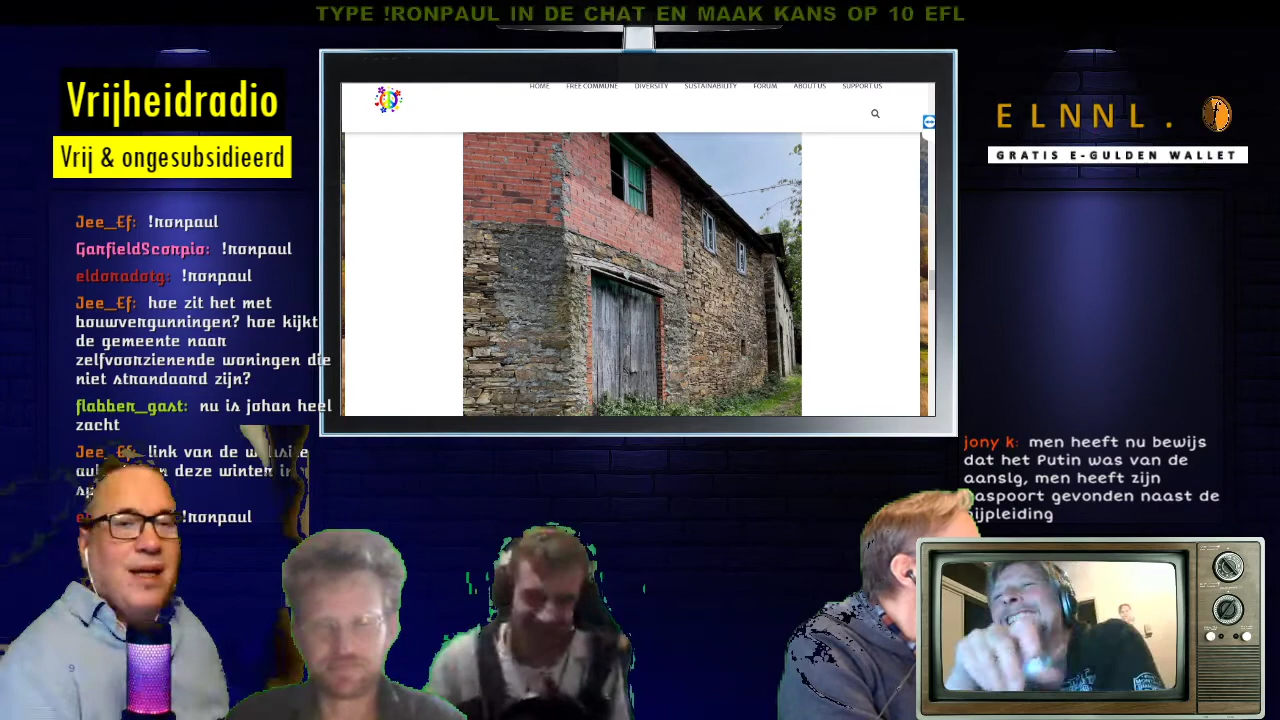 TYPE !RONPAUL IN DE CHAT EN MAAK KANS OP 10 EFL
Vrijheidradio
Vrij & ongesubsidieerd
HOME FREE COMMUNE DIVERSITY SUSTAINABILITY FORUM ABOUT US SUPPORT US
ELNNL.
GRATIS E-GULDEN WALLET
Jee_Ef: !ronpaul
GarfieldScorpio: !ronpaul
eldoradotg: !ronpaul
Jee_Ef: hoe zit het met
bouwvergunningen? hoe kijkt
de gemeente naar
zelfvoorzienende woningen die
niet strandaard zijn?
flabber_gast: nu is johan heel
zacht
Jee_Ef: link van de
deze winter in
!ronpaul
jony k: men heeft nu bewijs
dat het Putin was van de
aanslg, men heeft zijn
paspoort gevonden naast de
pijpleiding